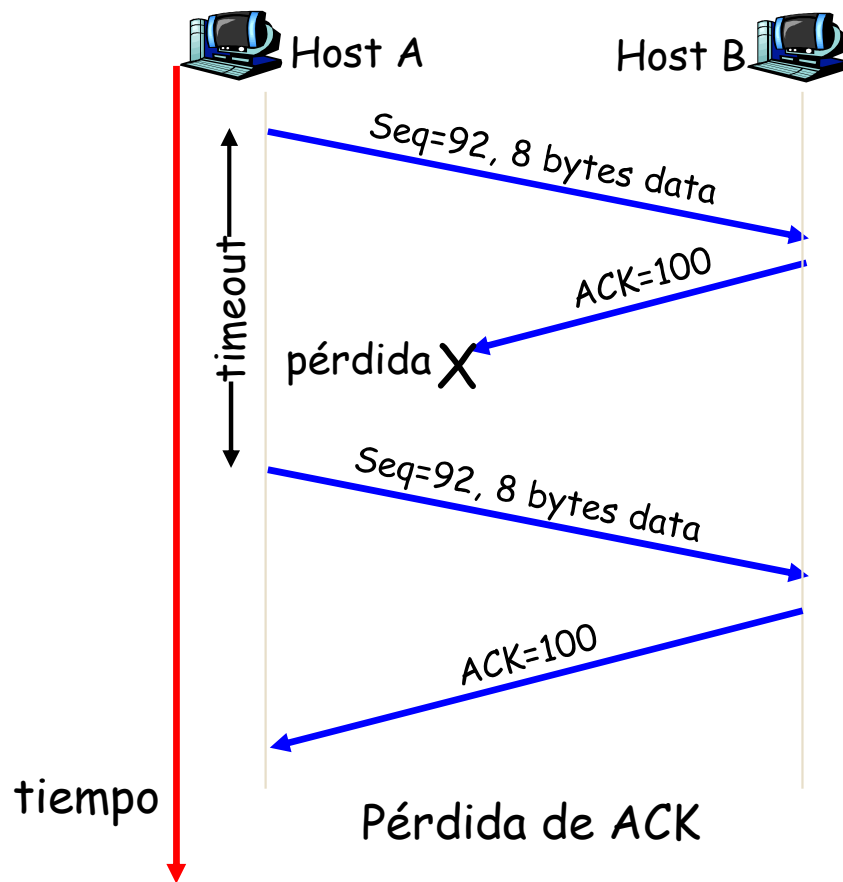 Host A
Host B
Seq=92, 8 bytes data
timeout
ACK=100
pérdida X
Seq=92, 8 bytes data
ACK=100
tiempo
Pérdida de ACK